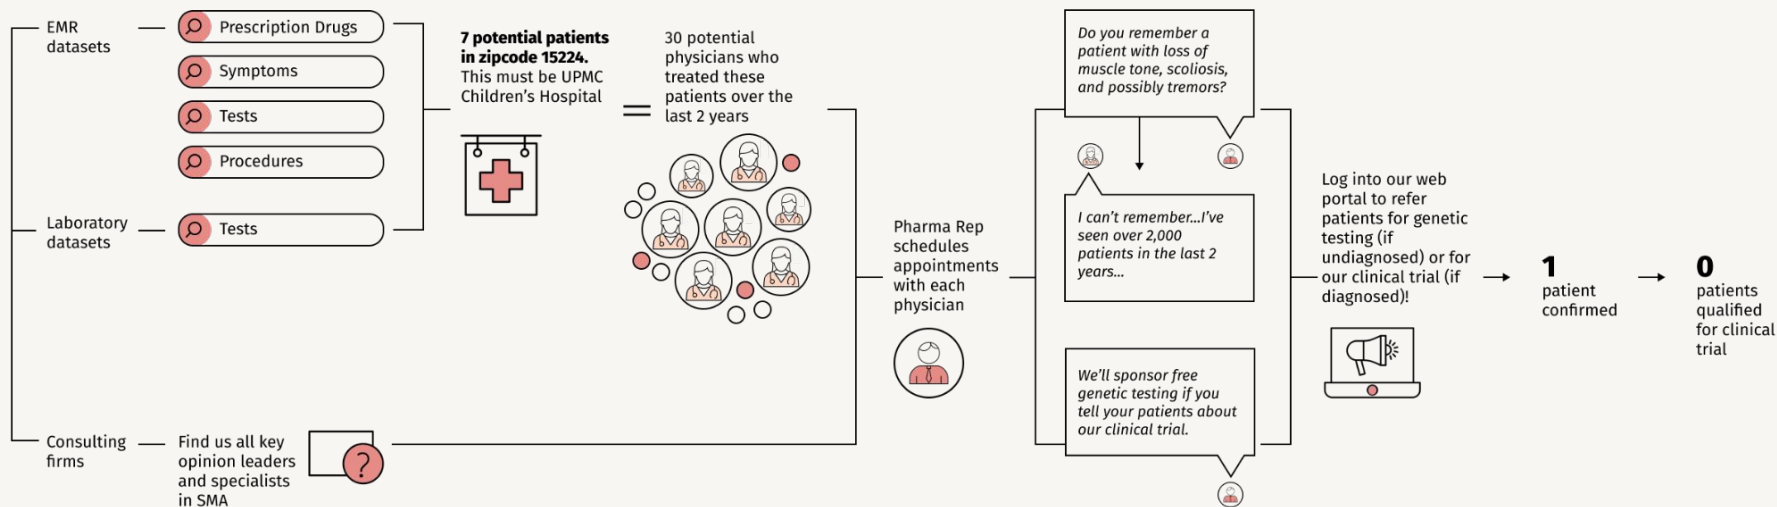 EMR
datasets
Prescription Drugs
Symptoms
Tests
Procedures
Laboratory
datasets
Tests
Consulting
firms
Find us all key
opinion leaders
and specialists
in SMA
?
7 potential patients
in zipcode 15224.
This must be UPMC
Children's Hospital
=
30 potential
physicians who
treated these
patients over the
last 2 years
Pharma Rep
schedules
appointments
with each
physician
Do you remember a
patient with loss of
muscle tone, scoliosis,
and possibly tremors?
I can't remember...I've
seen over 2,000
patients in the last 2
years...
We'll sponsor free
genetic testing if you
tell your patients about
our clinical trial.
Log into our web
portal to refer
patients for genetic
testing (if
undiagnosed) or for
our clinical trial (if
diagnosed)!
1
patient
confirmed
0
patients
qualified
for clinical
trial